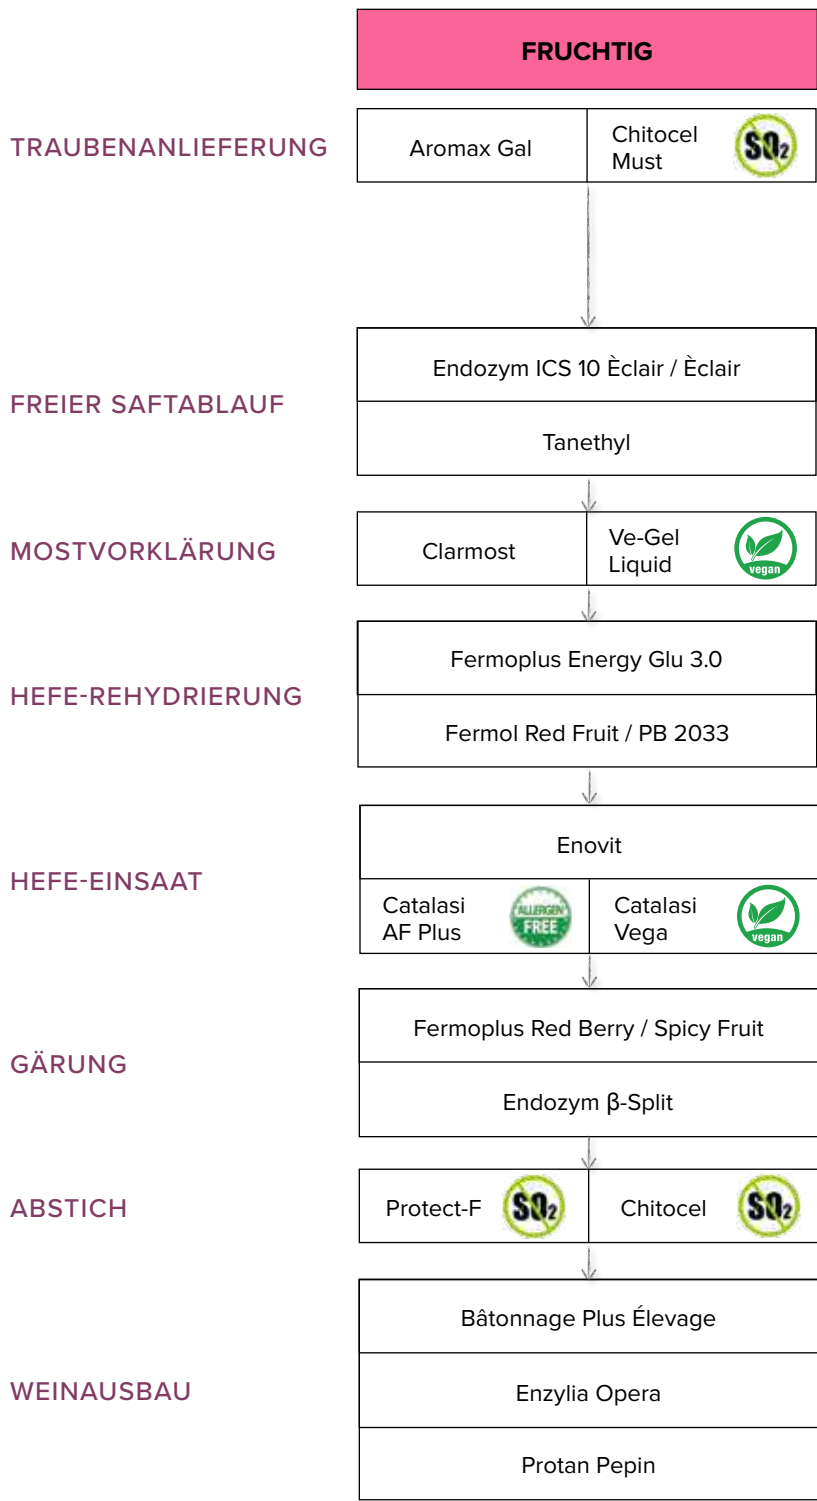 FRUCHTIG
TRAUBENANLIEFERUNG
Aromax Gal
Chitocel
Must
SO2
FREIER SAFTABLAUF
Endozym ICS 10 Èclair / Èclair
Tanethyl
MOSTVORKLÄRUNG
Clarmost
Ve-Gel
Liquid
vegan
HEFE-REHYDRIERUNG
Fermoplus Energy Glu 3.0
Fermol Red Fruit / PB 2033
HEFE-EINSAAT
Enovit
Catalasi
AF Plus
ALLERGEN
FREE
Catalasi
Vega
vegan
GÄRUNG
Fermoplus Red Berry / Spicy Fruit
Endozym β-Split
ABSTICH
Protect-F
SO2
Chitocel
SO2
WEINAUSBAU
Bâtonnage Plus Élevage
Enzylia Opera
Protan Pepin